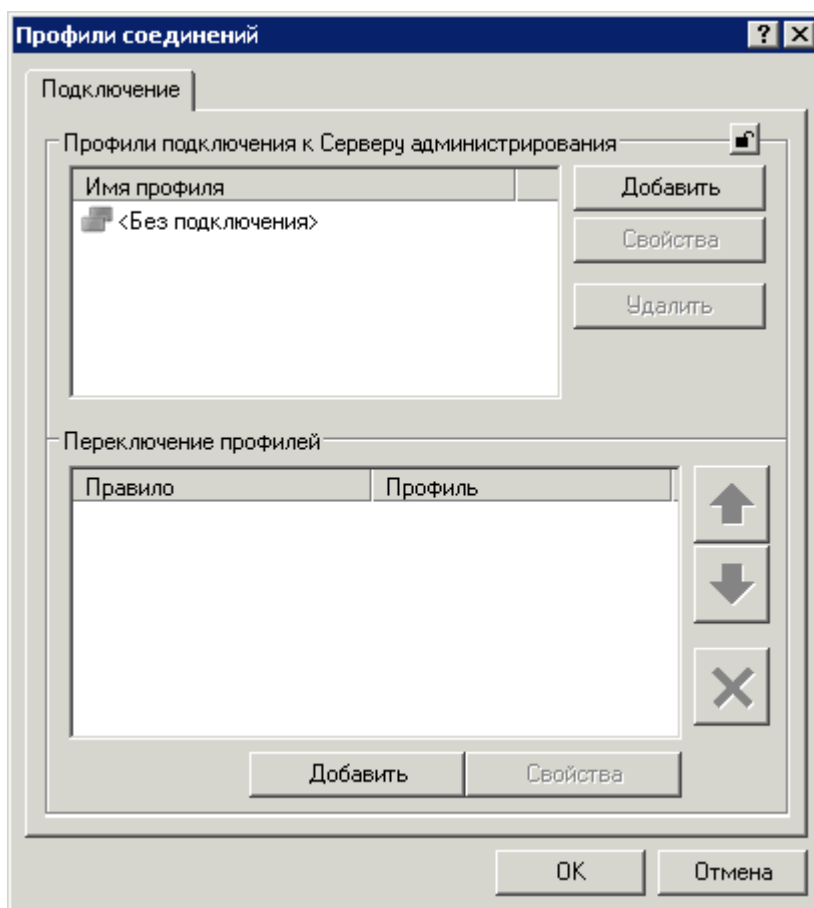 Профили соединений
Подключение
Профили подключения к Серверу администрирования
Имя профиля
<Без подключения>
Добавить
Свойства
Удалить
Переключение профилей
Правило Профиль
Добавить Свойства
OK Отмена